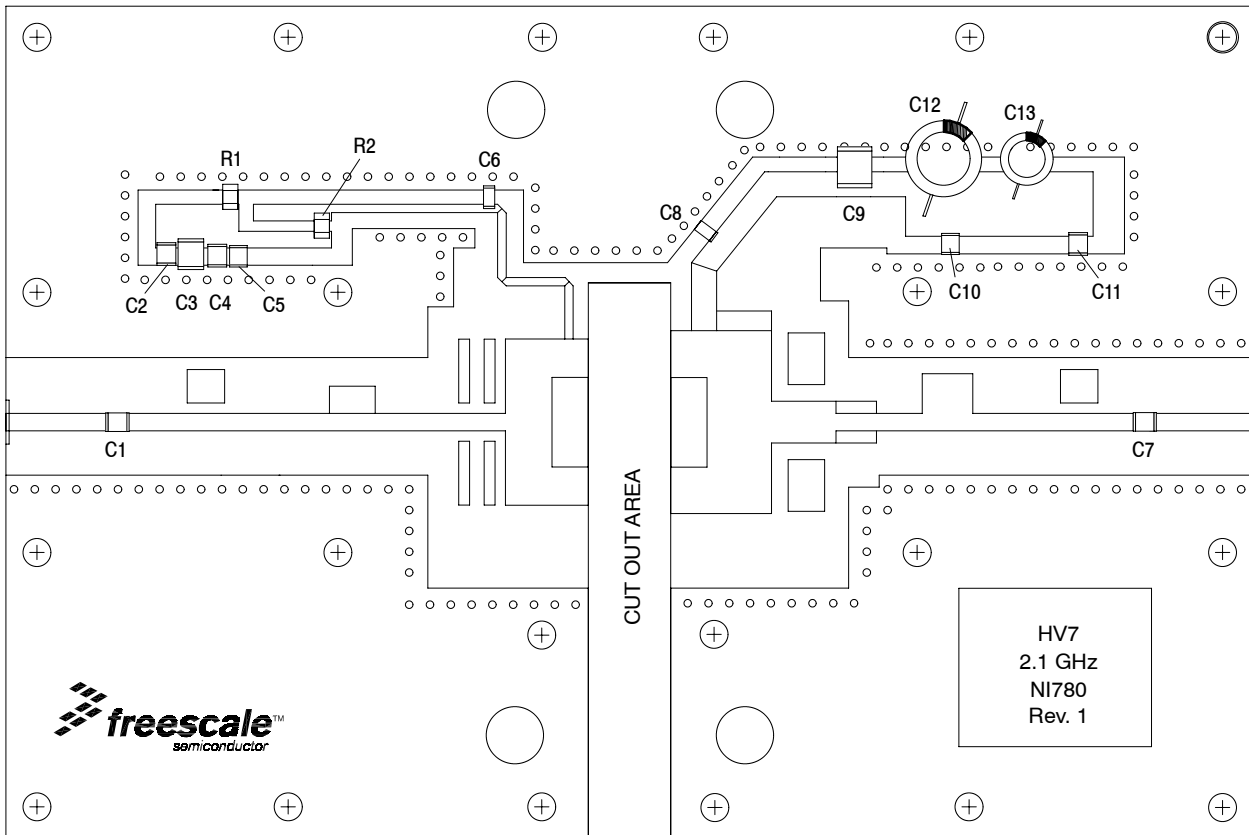 C12
C13
R1
R2
C6
C8
C9
C2
C3
C4
C5
C10
C11
C1
C7
CUT OUT AREA
HV7
2.1 GHz
NI780
Rev. 1
freescale™
semiconductor